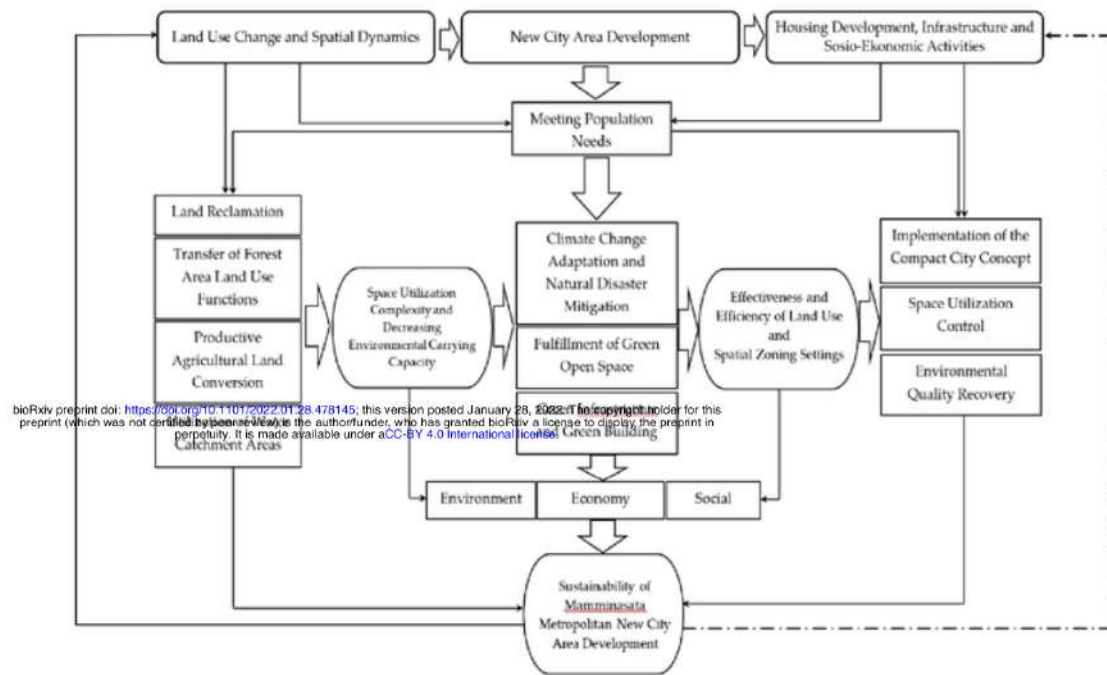 Land Use Change and Spatial Dynamics
New City Area Development
Housing Development, Infrastructure and
Sosio-Ekonomic Activities
Meeting Population
Needs
Land Reclamation
Transfer of Forest
Area Land Use
Functions
Productive
Agricultural Land
Conversion
Catchment Areas
Space Utilization
Complexity and
Decreasing
Environmental Carrying
Capacity
Climate Change
Adaptation and
Natural Disaster
Mitigation
Fulfillment of Green
Open Space
and Green Building
Effectiveness and
Efficiency of Land Use
and
Spatial Zoning Settings
Implementation of the
Compact City Concept
Space Utilization
Control
Environmental
Quality Recovery
bioRxiv preprint doi: https://doi.org/10.1101/2022.01.28.478145; this version posted January 28, 2022. The copyright holder for this
preprint (which was not certified by peer review) is the author/funder, who has granted bioRxiv a license to display the preprint in
perpetuity. It is made available under aCC-BY 4.0 International license.
Environment
Economy
Social
Sustainability of
Mamminasata
Metropolitan New City
Area Development